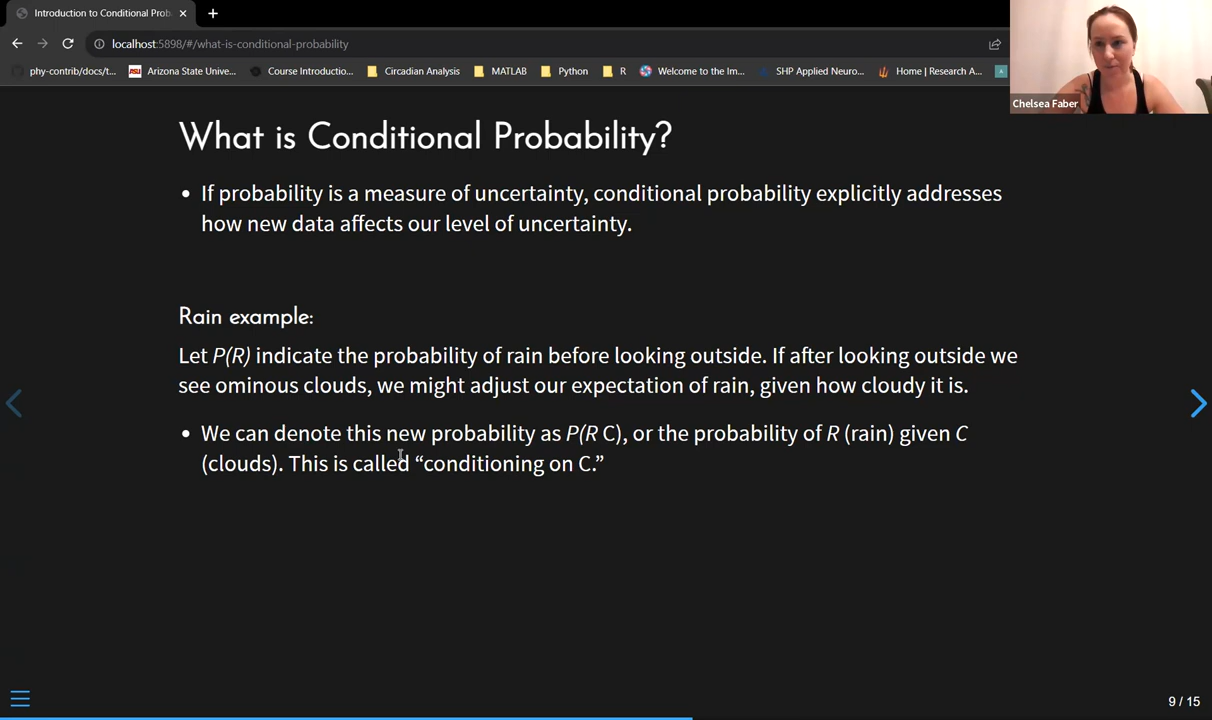 Introduction to Conditional Prob
localhost:5898/#/what-is-conditional-probability
phy-contrib/docs/t...
ASU
Arizona State Unive...
Course Introductio...
Circadian Analysis
MATLAB
Python
R
Welcome to the Im...
SHP Applied Neuro...
Home | Research A...
Chelsea Faber
What is Conditional Probability?
• If probability is a measure of uncertainty, conditional probability explicitly addresses
how new data affects our level of uncertainty.
Rain example:
Let P(R) indicate the probability of rain before looking outside. If after looking outside we
see ominous clouds, we might adjust our expectation of rain, given how cloudy it is.
• We can denote this new probability as P(R C), or the probability of R (rain) given C
(clouds). This is called “conditioning on C.”
9 / 15